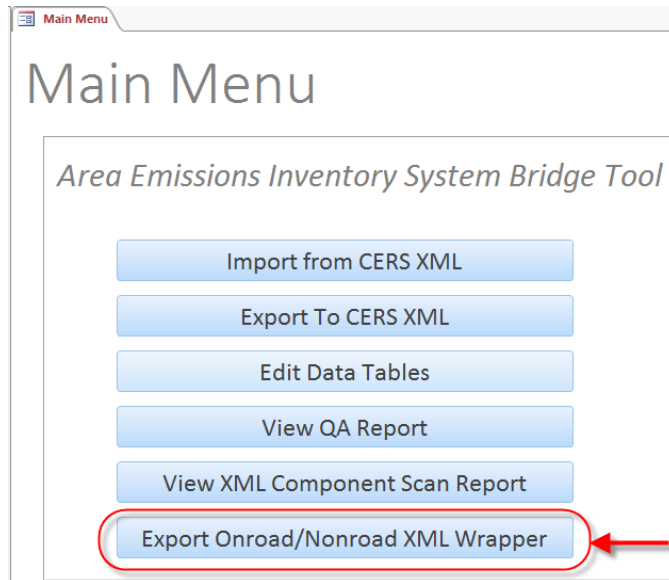 Main Menu
Main Menu
Area Emissions Inventory System Bridge Tool
Import from CERS XML
Export To CERS XML
Edit Data Tables
View QA Report
View XML Component Scan Report
Export Onroad/Nonroad XML Wrapper